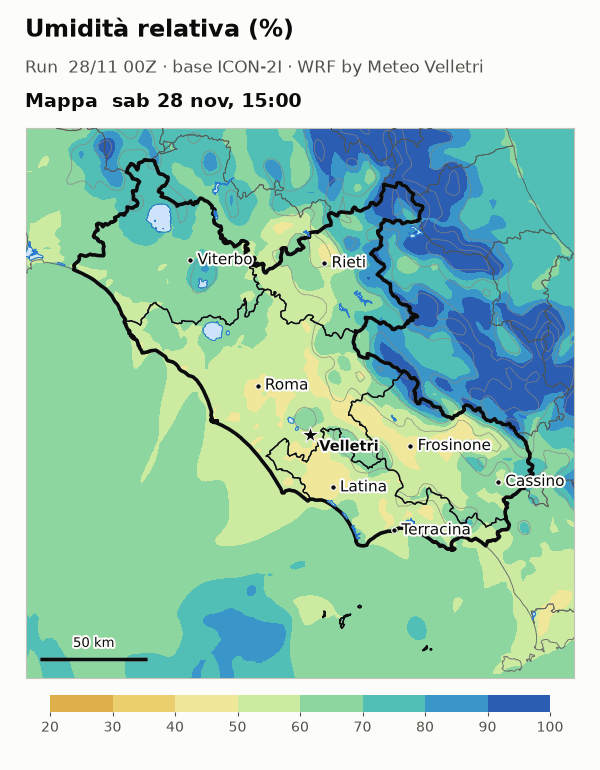 Umidità relativa (%)
Run 28/11 00Z · base ICON-2I · WRF by Meteo Velletri
Mappa sab 28 nov, 15:00
Viterbo
Rieti
Roma
Velletri
Frosinone
Latina
Cassino
Terracina
50 km
20 30 40 50 60 70 80 90 100